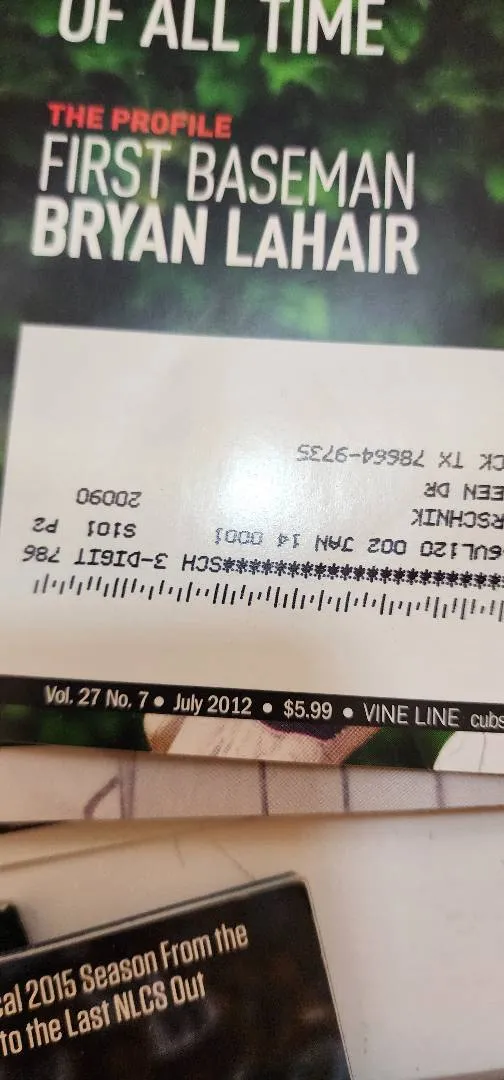 OF ALL TIME
THE PROFILE
FIRST BASEMAN
BRYAN LAHAIR
***********************SCH 3-DIGIT 786
002 JAN 14 0001 S101 P2
RSCHNIK 20090
EEN DR
CK TX 78664-9735
Vol. 27 No. 7 • July 2012 • $5.99 • VINE LINE cubs
cal 2015 Season From the
to the Last NLCS Out